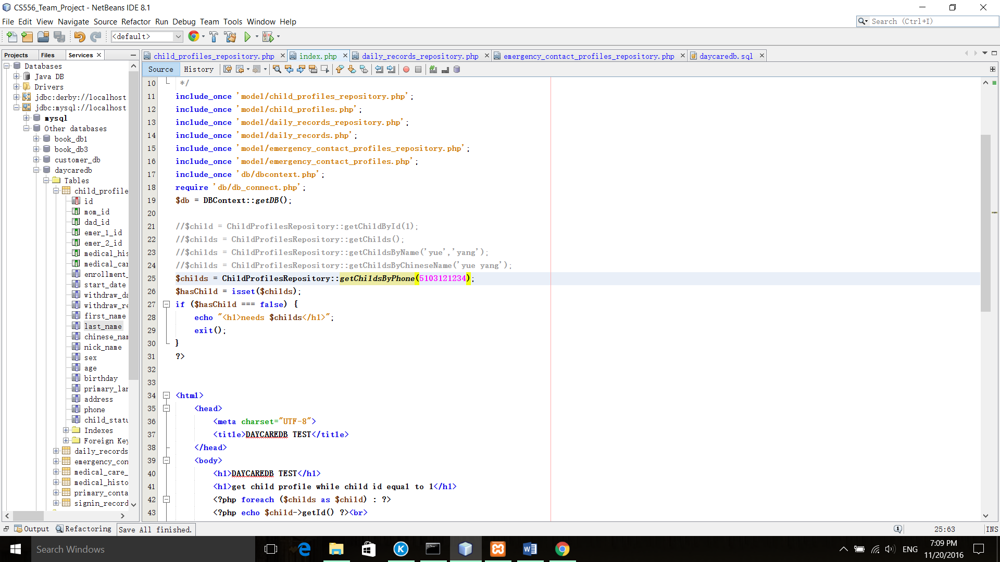 CS556_Team_Project - NetBeans IDE 8.1
File Edit View Navigate Source Refactor Run Debug Team Tools Window Help
Search (Ctrl+I)
<default>
Projects Files Services
child_profiles_repository.php index.php daily_records_repository.php emergency_contact_profiles_repository.php daycaredb.sql
Source History
Databases
Java DB
Drivers
jdbc:derby://localhost
jdbc:mysql://localhost
mysql
Other databases
book_db1
book_db3
customer_db
daycaredb
Tables
child_profile
id
mom_id
dad_id
emer_1_id
emer_2_id
medical_his
medical_car
enrollment_
start_date
withdraw_da
withdraw_re
first_name
last_name
chinese_nam
nick_name
sex
age
birthday
primary_lan
address
phone
child_statu
Indexes
Foreign Key
daily_records
emergency_con
medical_care_
medical_histo
primary_conta
signin_record
10 */
11 include_once 'model/child_profiles_repository.php';
12 include_once 'model/child_profiles.php';
13 include_once 'model/daily_records_repository.php';
14 include_once 'model/daily_records.php';
15 include_once 'model/emergency_contact_profiles_repository.php';
16 include_once 'model/emergency_contact_profiles.php';
17 include_once 'db/dbcontext.php';
18 require 'db/db_connect.php';
19 $db = DBContext::getDB();
20
21 //$child = ChildProfilesRepository::getChildById(1);
22 //$childs = ChildProfilesRepository::getChilds();
23 //$childs = ChildProfilesRepository::getChildsByName('yue','yang');
24 //$childs = ChildProfilesRepository::getChildsByChineseName('yue yang');
25 $childs = ChildProfilesRepository::getChildsByPhone(5103121234);
26 $hasChild = isset($childs);
27 if ($hasChild === false) {
28 echo "<h1>needs $childs</h1>";
29 exit();
30 }
31 ?>
32
33
34 <html>
35 <head>
36 <meta charset="UTF-8">
37 <title>DAYCAREDB TEST</title>
38 </head>
39 <body>
40 <h1>DAYCAREDB TEST</h1>
41 <h1>get child profile while child id equal to 1</h1>
42 <?php foreach ($childs as $child) : ?>
43 <?php echo $child->getId() ?><br>
Output Refactoring Save All finished.
1 25:63 INS
Search Windows
ENG 7:09 PM
11/20/2016